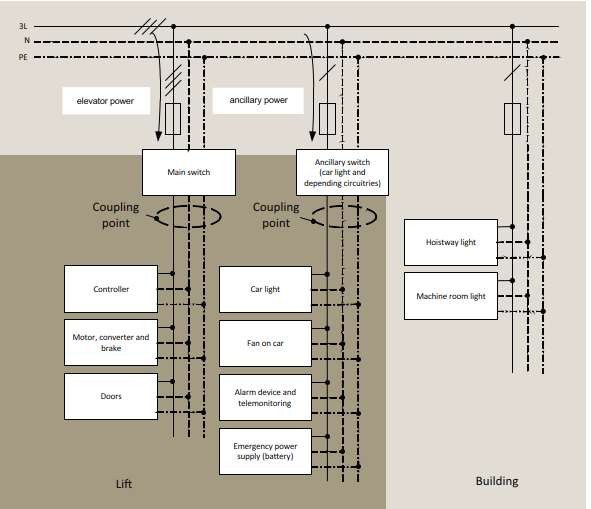 3L
N
PE
elevator power
ancillary power
Main switch
Ancillary switch
(car light and
depending circuitries)
Coupling
point
Coupling
point
Hoistway light
Machine room light
Controller
Motor, converter and
brake
Doors
Car light
Fan on car
Alarm device and
telemonitoring
Emergency power
supply (battery)
Lift
Building